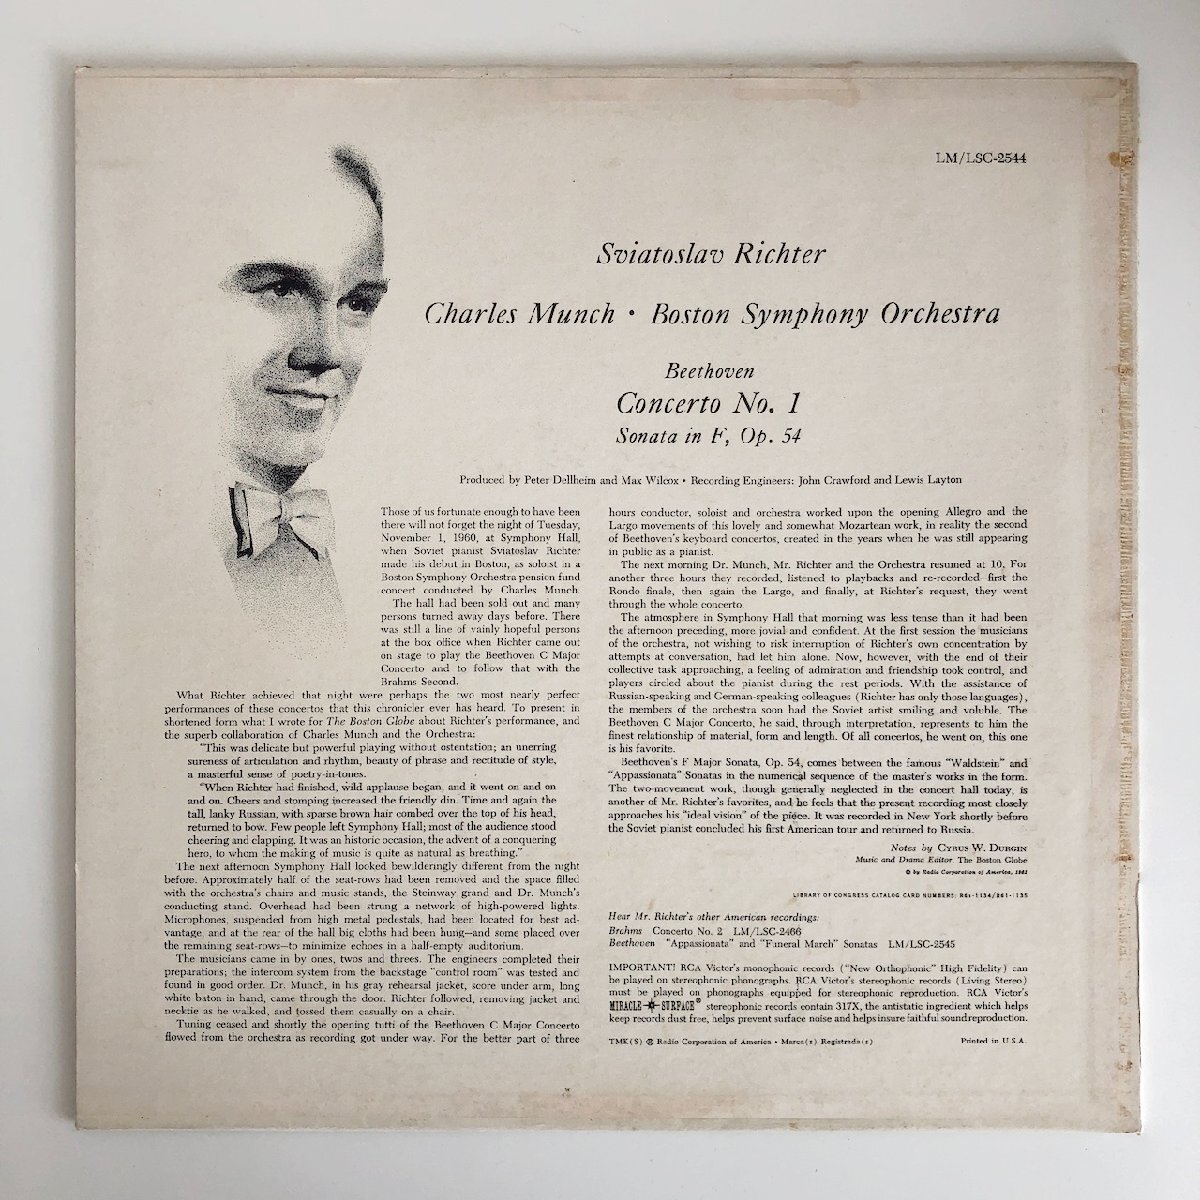 LM/LSC-2544
Sviatoslav Richter
Charles Munch • Boston Symphony Orchestra
Beethoven
Concerto No. 1
Sonata in F, Op. 54
Produced by Peter Dellheim and Max Wilcox • Recording Engineers: John Crawford and Lewis Layton
Those of us fortunate enough to have been
there will not forget the night of Tuesday,
November 1, 1960, at Symphony Hall,
when Soviet pianist Sviatoslav Richter
made his debut in Boston, as soloist in a
Boston Symphony Orchestra pension fund
concert conducted by Charles Munch.
The hall had been sold out and many
persons turned away days before. There
was still a line of vainly hopeful persons
at the box office when Richter came out
on stage to play the Beethoven C Major
Concerto and to follow that with the
Brahms Second.
What Richter achieved that night were perhaps the two most nearly perfect
performances of these concertos that this chronicler ever has heard. To present in
shortened form what I wrote for The Boston Globe about Richter's performance, and
the superb collaboration of Charles Munch and the Orchestra:
"This was delicate but powerful playing without ostentation; an unerring
sureness of articulation and rhythm, beauty of phrase and rectitude of style,
a masterful sense of poetry-in-tones.
"When Richter had finished, wild applause began, and it went on and on
and on. Cheers and stomping increased the friendly din. Time and again the
tall, lanky Russian, with sparse brown hair combed over the top of his head,
returned to bow. Few people left Symphony Hall; most of the audience stood
cheering and clapping. It was an historic occasion, the advent of a conquering
hero, to whom the making of music is quite as natural as breathing."
The next afternoon Symphony Hall looked bewilderingly different from the night
before. Approximately half of the seat-rows had been removed and the space filled
with the orchestra's chairs and music stands, the Steinway grand and Dr. Munch's
conducting stand. Overhead had been strung a network of high-powered lights.
Microphones, suspended from high metal pedestals, had been located for best ad-
vantage, and at the rear of the hall big cloths had been hung—and some placed over
the remaining seat-rows—to minimize echoes in a half-empty auditorium.
The musicians came in by ones, twos and threes. The engineers completed their
preparations; the intercom system from the backstage "control room" was tested and
found in good order. Dr. Munch, in his gray rehearsal jacket, score under arm, long
white baton in hand, came through the door. Richter followed, removing jacket and
necktie as he walked, and tossed them casually on a chair.
Tuning ceased and shortly the opening tutti of the Beethoven C Major Concerto
flowed from the orchestra as recording got under way. For the better part of three
hours conductor, soloist and orchestra worked upon the opening Allegro and the
Largo movements of this lovely and somewhat Mozartean work, in reality the second
of Beethoven's keyboard concertos, created in the years when he was still appearing
in public as a pianist.
The next morning Dr. Munch, Mr. Richter and the Orchestra resumed at 10. For
another three hours they recorded, listened to playbacks and re-recorded first the
Rondo finale, then again the Largo, and finally, at Richter's request, they went
through the whole concerto.
The atmosphere in Symphony Hall that morning was less tense than it had been
the afternoon preceding, more jovial and confident. At the first session the musicians
of the orchestra, not wishing to risk interruption of Richter's own concentration by
attempts at conversation, had let him alone. Now, however, with the end of their
collective task approaching, a feeling of admiration and friendship took control, and
players circled about the pianist during the rest periods. With the assistance of
Russian-speaking and German-speaking colleagues (Richter has only those languages),
the members of the orchestra soon had the Soviet artist smiling and voluble. The
Beethoven C Major Concerto, he said, through interpretation, represents to him the
finest relationship of material, form and length. Of all concertos, he went on, this one
is his favorite.
Beethoven's F Major Sonata, Op. 54, comes between the famous "Waldstein" and
"Appassionata" Sonatas in the numerical sequence of the master's works in the form.
The two-movement work, though generally neglected in the concert hall today, is
another of Mr. Richter's favorites, and he feels that the present recording most closely
approaches his "ideal vision" of the piece. It was recorded in New York shortly before
the Soviet pianist concluded his first American tour and returned to Russia.
Notes by CYRUS W. DURGIN
Music and Drama Editor The Boston Globe
© by Radio Corporation of America, 1961
LIBRARY OF CONGRESS CATALOG CARD NUMBERS: R61-1134/R61-1135
Hear Mr. Richter's other American recordings:
Brahms Concerto No. 2 LM/LSC-2466
Beethoven "Appassionata" and "Funeral March" Sonatas LM/LSC-2545
IMPORTANT! RCA Victor's monophonic records ("New Orthophonic" High Fidelity) can
be played on stereophonic phonographs. RCA Victor's stereophonic records (Living Stereo)
must be played on phonographs equipped for stereophonic reproduction. RCA Victor's
MIRACLE SURFACE® stereophonic records contain 317X, the antistatic ingredient which helps
keep records dust free, helps prevent surface noise and helps insure faithful sound reproduction.
TMK(S) ® Radio Corporation of America • Marca(s) Registrada(s)
Printed in U.S.A.